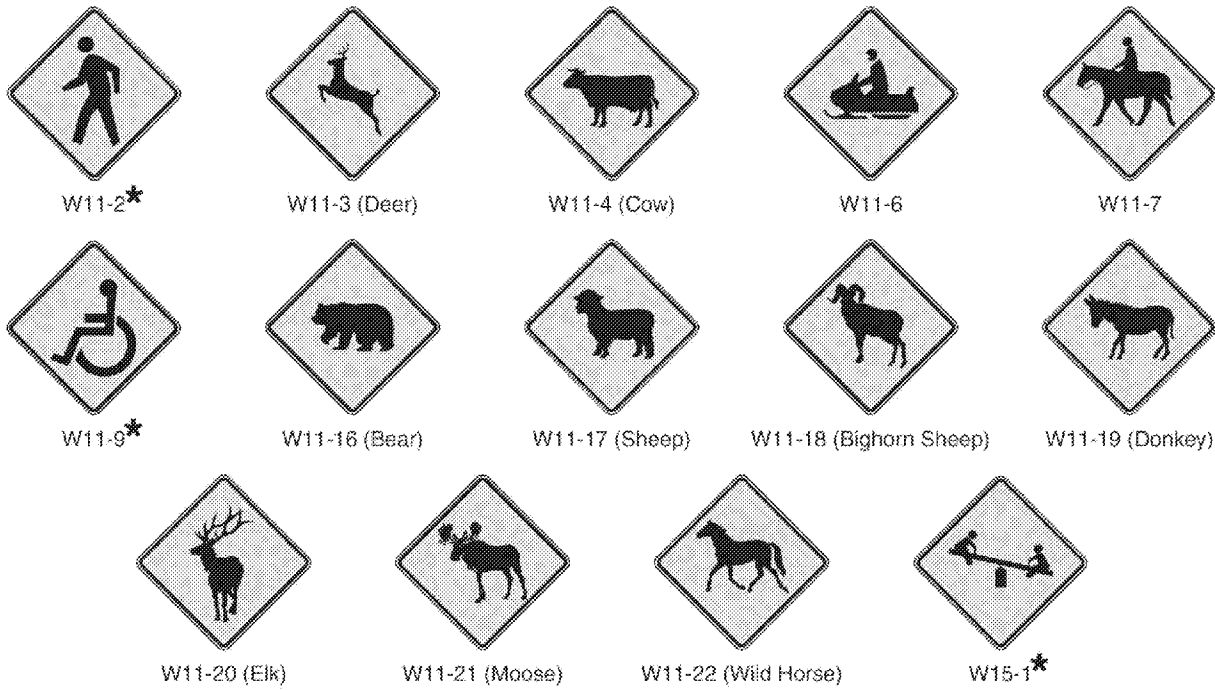 W11-2*
W11-3 (Deer)
W11-4 (Cow)
W11-6
W11-7
W11-9*
W11-16 (Bear)
W11-17 (Sheep)
W11-18 (Bighorn Sheep)
W11-19 (Donkey)
W11-20 (Elk)
W11-21 (Moose)
W11-22 (Wild Horse)
W15-1*